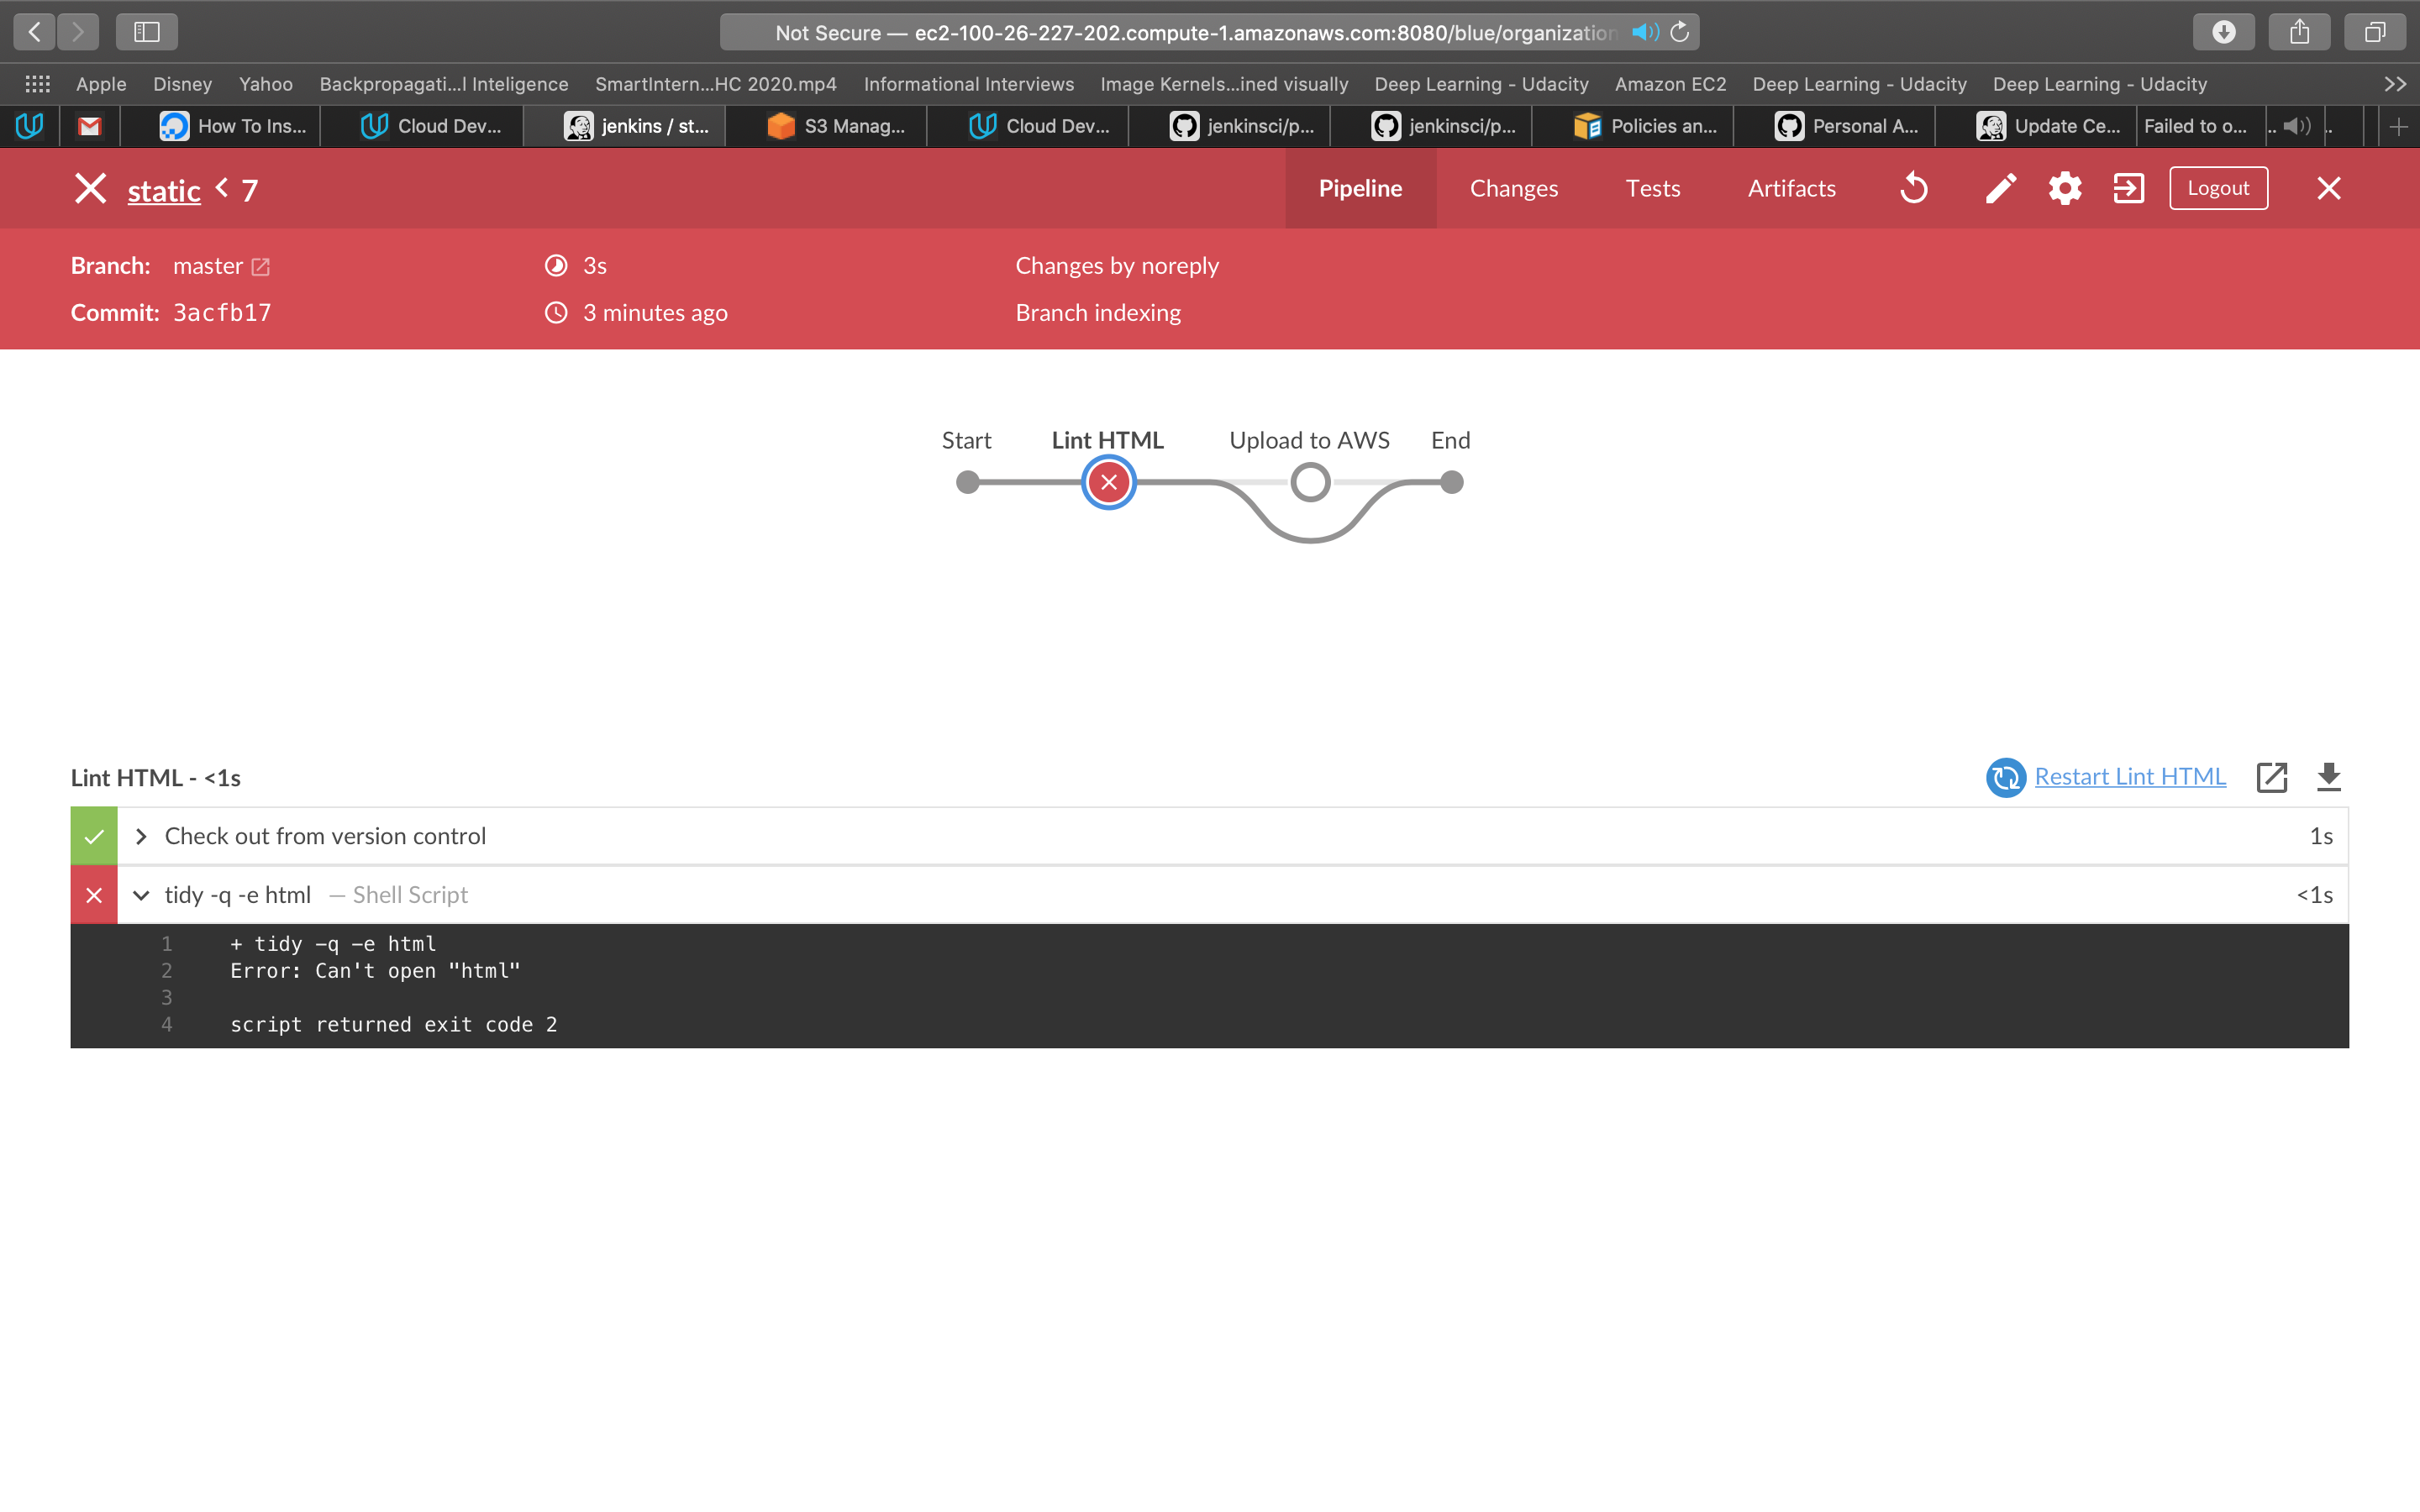 Not Secure — ec2-100-26-227-202.compute-1.amazonaws.com:8080/blue/organization
Apple Disney Yahoo Backpropagati...l Inteligence SmartIntern...HC 2020.mp4 Informational Interviews Image Kernels...ined visually Deep Learning - Udacity Amazon EC2 Deep Learning - Udacity Deep Learning - Udacity
How To Ins... Cloud Dev... jenkins / st... S3 Manag... Cloud Dev... jenkinsci/p... jenkinsci/p... Policies an... Personal A... Update Ce... Failed to o... .. ..
static < 7 Pipeline Changes Tests Artifacts Logout
Branch: master 3s Changes by noreply
Commit: 3acfb17 3 minutes ago Branch indexing
Start Lint HTML Upload to AWS End
Lint HTML - <1s Restart Lint HTML
Check out from version control 1s
tidy -q -e html — Shell Script <1s
1 + tidy -q -e html
2 Error: Can't open "html"
3
4 script returned exit code 2